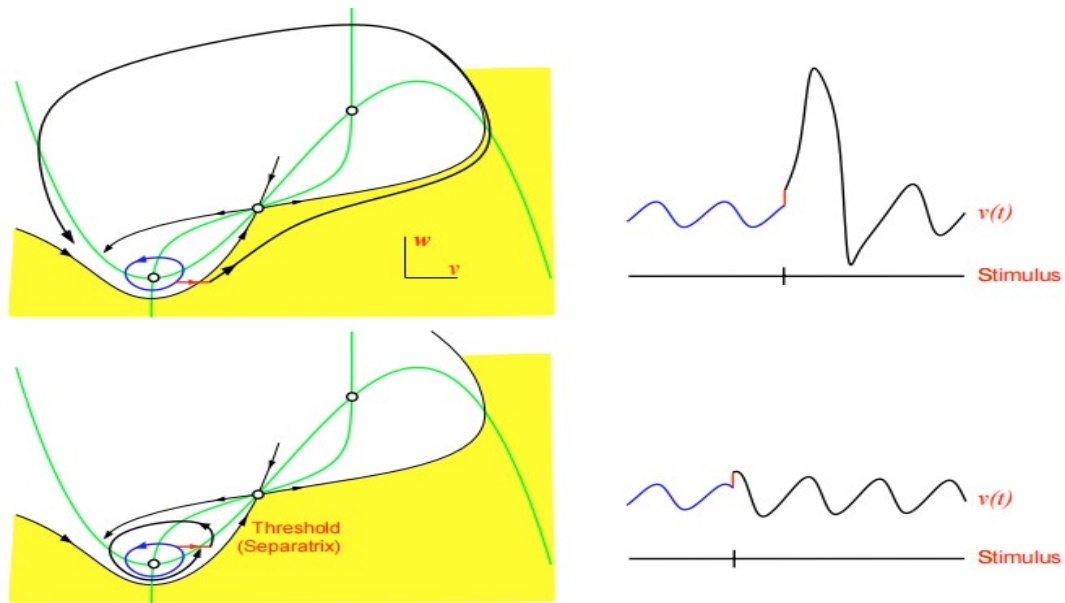 w
v
v(t)
Stimulus
Threshold
(Separatrix)
v(t)
Stimulus